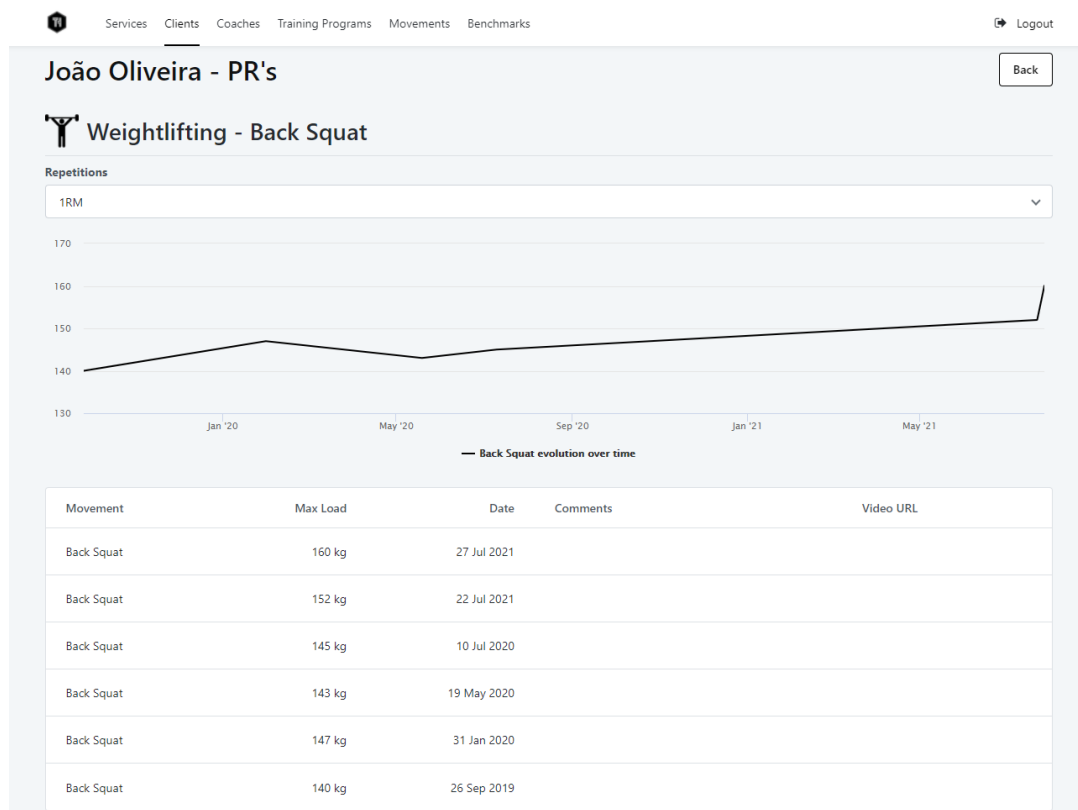 Services Clients Coaches Training Programs Movements Benchmarks Logout
João Oliveira - PR's Back
Weightlifting - Back Squat
Repetitions
1RM
170
160
150
140
130
Jan '20 May '20 Sep '20 Jan '21 May '21
Back Squat evolution over time
Movement Max Load Date Comments Video URL
Back Squat 160 kg 27 Jul 2021
Back Squat 152 kg 22 Jul 2021
Back Squat 145 kg 10 Jul 2020
Back Squat 143 kg 19 May 2020
Back Squat 147 kg 31 Jan 2020
Back Squat 140 kg 26 Sep 2019